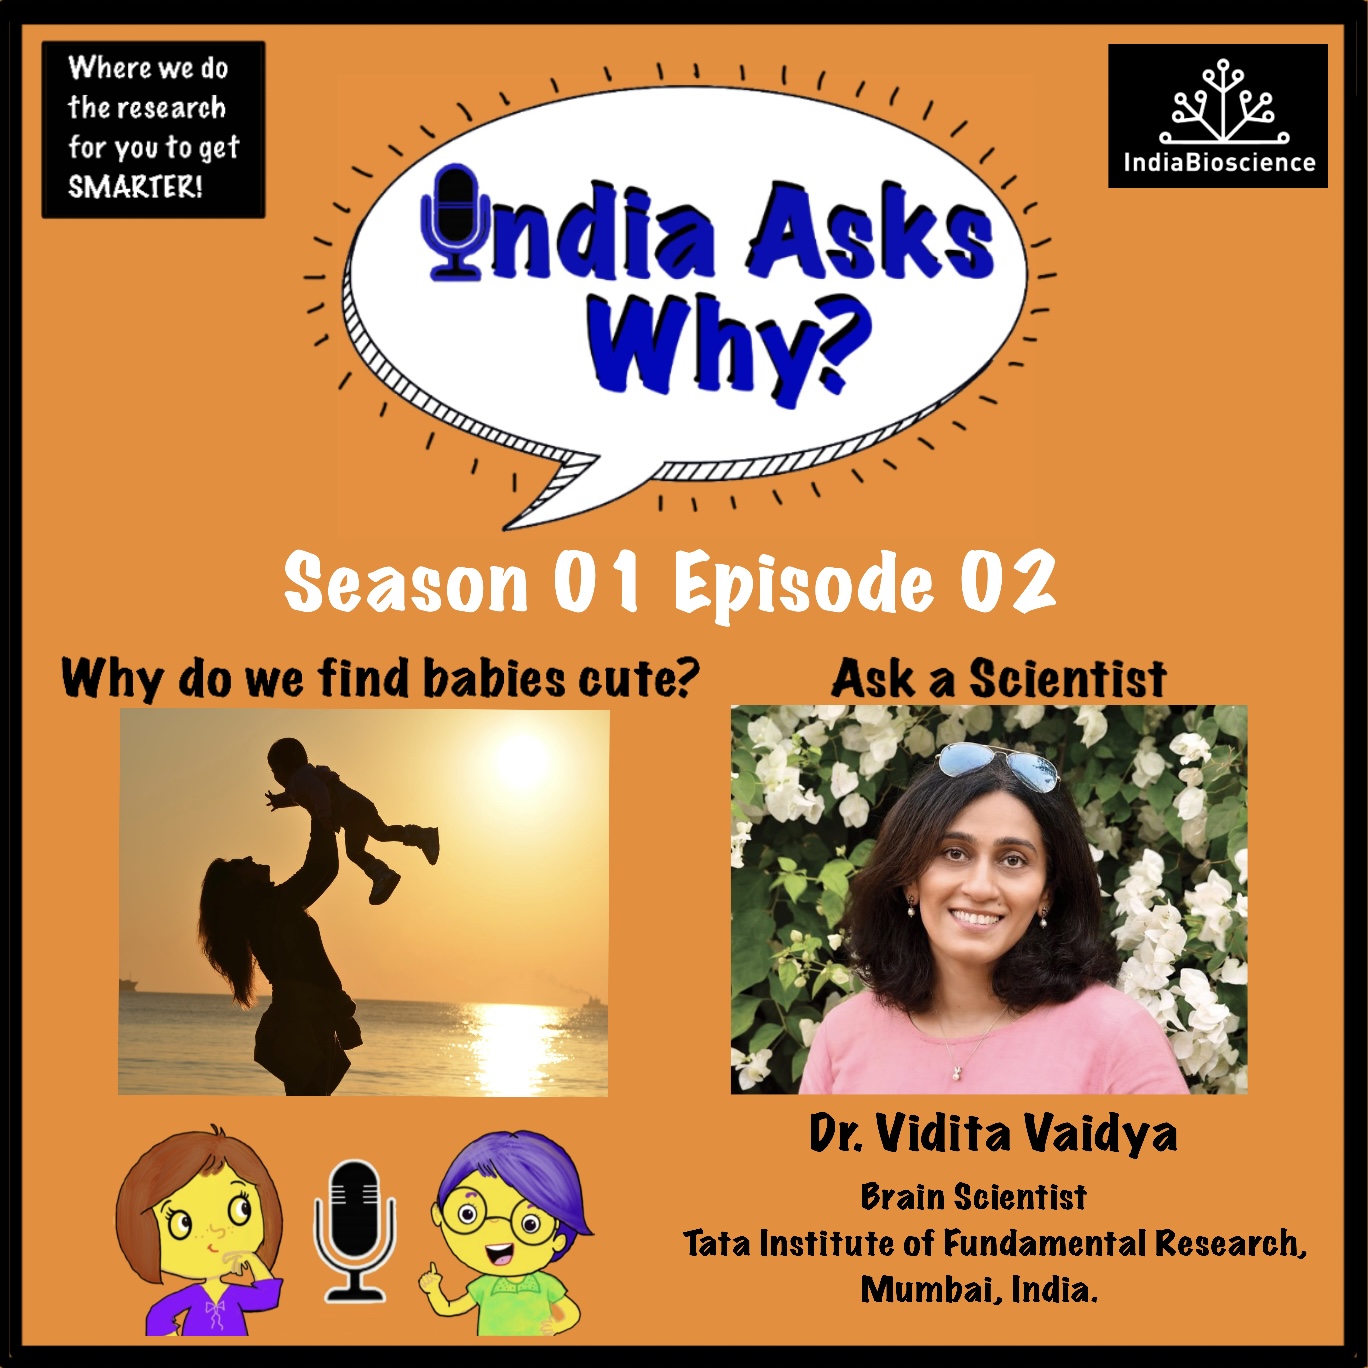 Where we do
the research
for you to get
SMARTER!
IndiaBioscience
India Asks
Why?
Season 01 Episode 02
Why do we find babies cute?
Ask a Scientist
Dr. Vidita Vaidya
Brain Scientist
Tata Institute of Fundamental Research,
Mumbai, India.